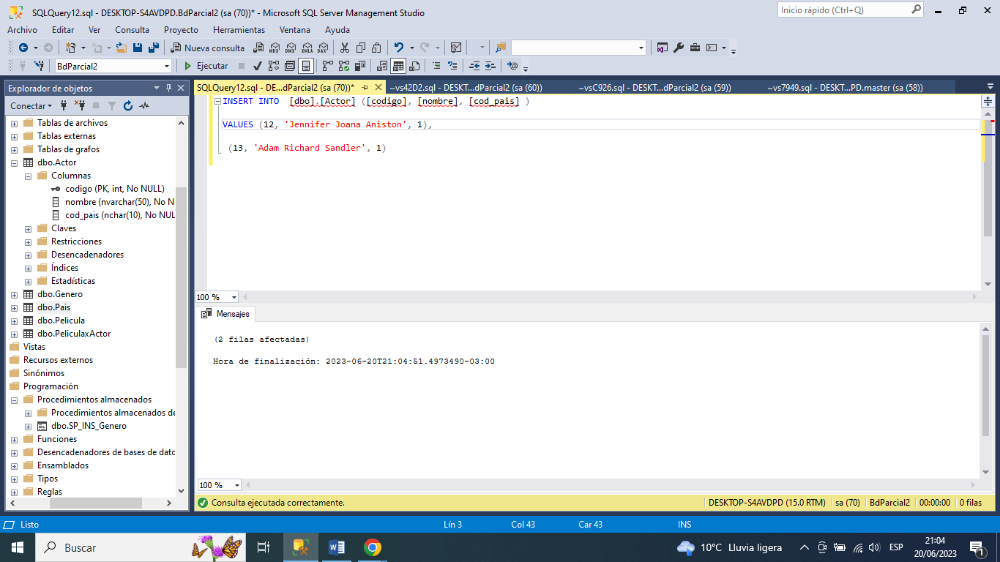 SQLQuery12.sql - DESKTOP-S4AVDPD.BdParcial2 (sa (70))* - Microsoft SQL Server Management Studio
Inicio rápido (Ctrl+Q)
Archivo Editar Ver Consulta Proyecto Herramientas Ventana Ayuda
Nueva consulta
MDX DMX XMLA DAX
BdParcial2 Ejecutar
Explorador de objetos
Conectar
Tablas de archivos
Tablas externas
Tablas de grafos
dbo.Actor
Columnas
codigo (PK, int, No NULL)
nombre (nvarchar(50), No N
cod_pais (nchar(10), No NUL
Claves
Restricciones
Desencadenadores
Índices
Estadísticas
dbo.Genero
dbo.Pais
dbo.Pelicula
dbo.PeliculaxActor
Vistas
Recursos externos
Sinónimos
Programación
Procedimientos almacenados
Procedimientos almacenados de
dbo.SP_INS_Genero
Funciones
Desencadenadores de bases de dato
Ensamblados
Tipos
Reglas
SQLQuery12.sql - DE...dParcial2 (sa (70))* ~vs42D2.sql - DESKT...dParcial2 (sa (60)) ~vsC926.sql - DESKT...dParcial2 (sa (59)) ~vs7949.sql - DESKT...PD.master (sa (58))
INSERT INTO [dbo].[Actor] ([codigo], [nombre], [cod_pais] )
VALUES (12, 'Jennifer Joana Aniston', 1),
(13, 'Adam Richard Sandler', 1)
100 %
Mensajes
(2 filas afectadas)
Hora de finalización: 2023-06-20T21:04:51.4973490-03:00
100 %
Consulta ejecutada correctamente. DESKTOP-S4AVDPD (15.0 RTM) sa (70) BdParcial2 00:00:00 0 filas
Listo Lín 3 Col 43 Car 43 INS
Buscar
10°C Lluvia ligera ESP
21:04
20/06/2023
1